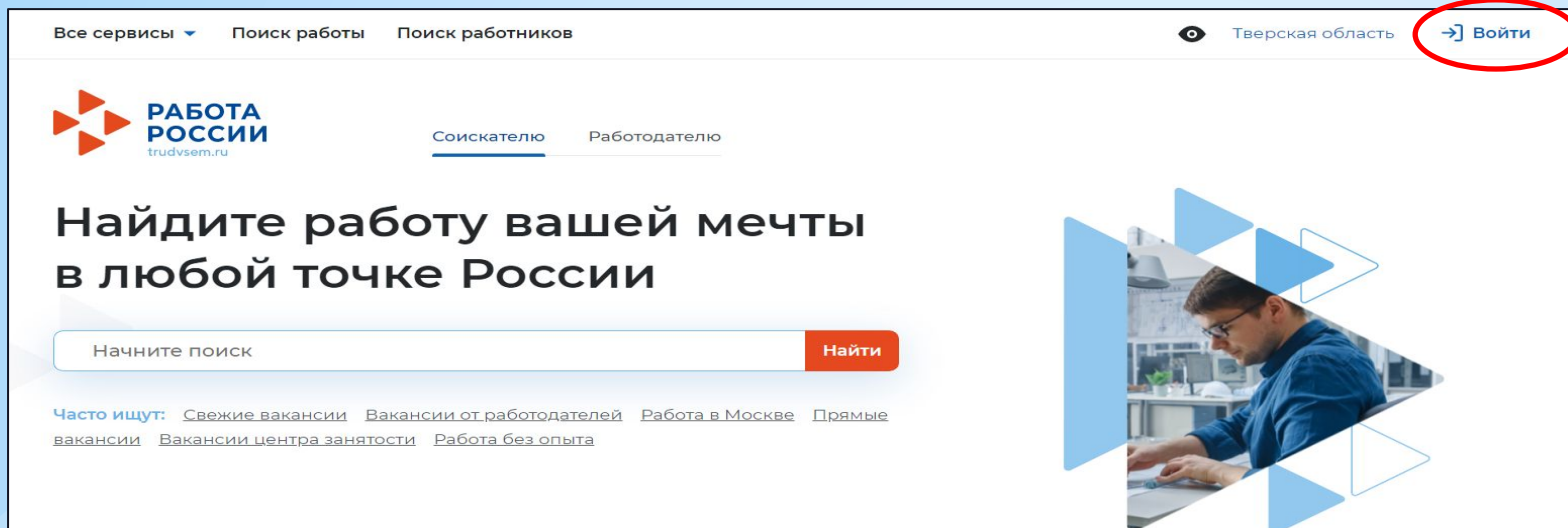 Все сервисы Поиск работы Поиск работников Тверская область Войти
РАБОТА
РОССИИ
trudvsem.ru
Соискателю Работодателю
Найдите работу вашей мечты
в любой точке России
Начните поиск Найти
Часто ищут: Свежие вакансии Вакансии от работодателей Работа в Москве Прямые
вакансии Вакансии центра занятости Работа без опыта